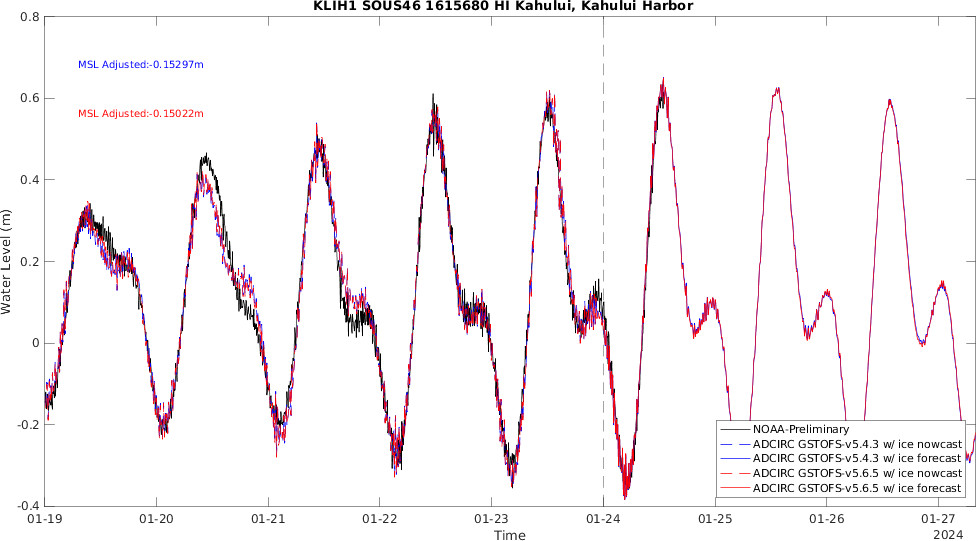 KLIH1 SOUS46 1615680 HI Kahului, Kahului Harbor
0.8
0.6
0.4
0.2
0
-0.2
-0.4
Water Level (m)
MSL Adjusted:-0.15297m
MSL Adjusted:-0.15022m
NOAA-Preliminary
ADCIRC GSTOFS-v5.4.3 w/ ice nowcast
ADCIRC GSTOFS-v5.4.3 w/ ice forecast
ADCIRC GSTOFS-v5.6.5 w/ ice nowcast
ADCIRC GSTOFS-v5.6.5 w/ ice forecast
01-19 01-20 01-21 01-22 01-23 01-24 01-25 01-26 01-27
Time
2024